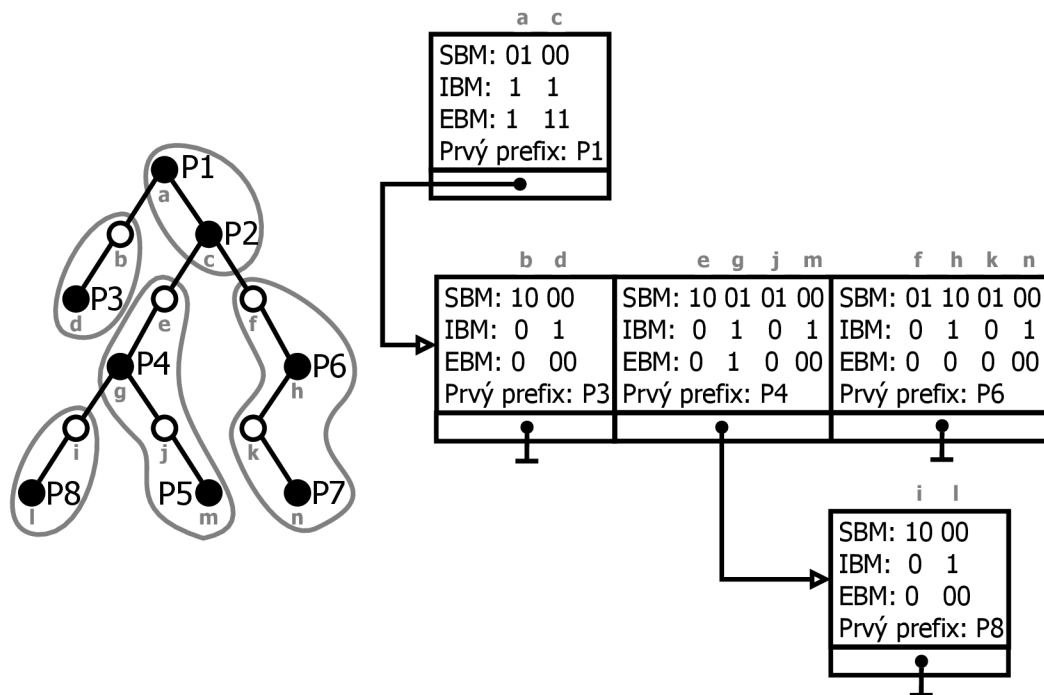 P1
a
P2
c
b
P3
d
e
f
P4
g
P6
h
i
j
k
P8
l
P5
m
P7
n
a c
SBM: 01 00
IBM: 1 1
EBM: 1 11
Prvý prefix: P1
b d
SBM: 10 00
IBM: 0 1
EBM: 0 00
Prvý prefix: P3
e g j m
SBM: 10 01 01 00
IBM: 0 1 0 1
EBM: 0 1 0 00
Prvý prefix: P4
f h k n
SBM: 01 10 01 00
IBM: 0 1 0 1
EBM: 0 0 0 00
Prvý prefix: P6
i l
SBM: 10 00
IBM: 0 1
EBM: 0 00
Prvý prefix: P8